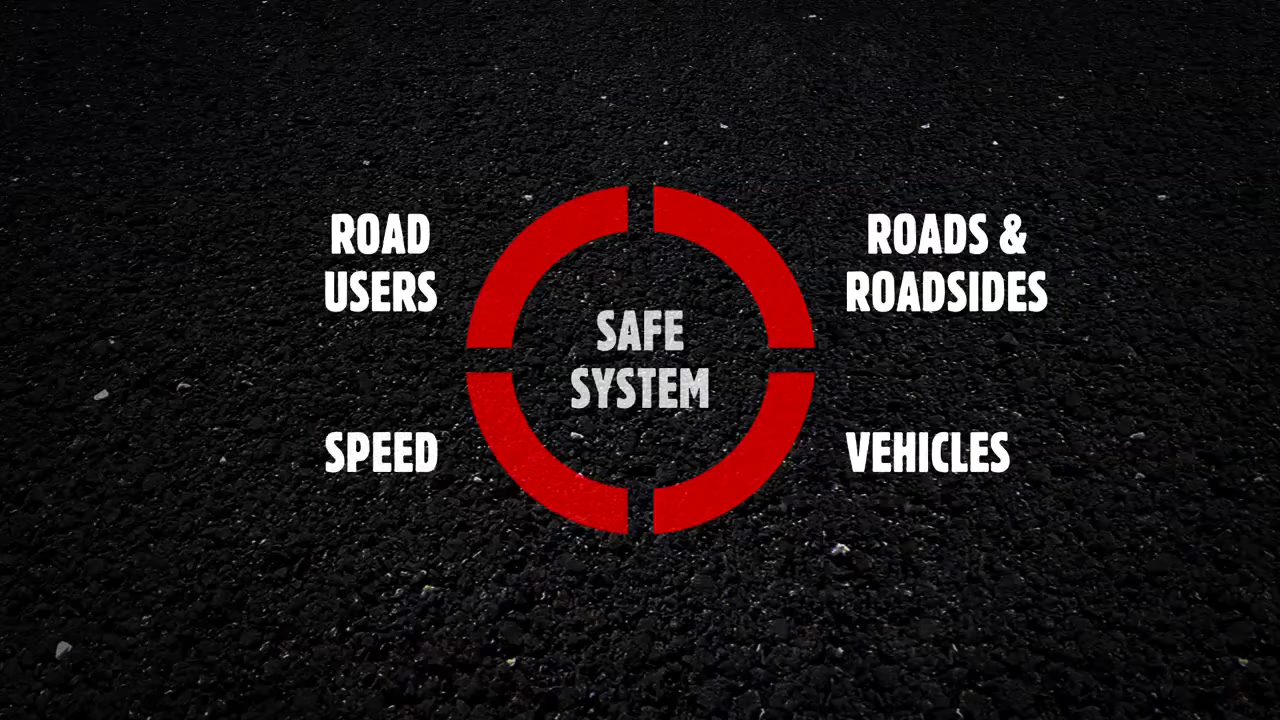 ROAD
USERS
ROADS &
ROADSIDES
SAFE
SYSTEM
SPEED
VEHICLES